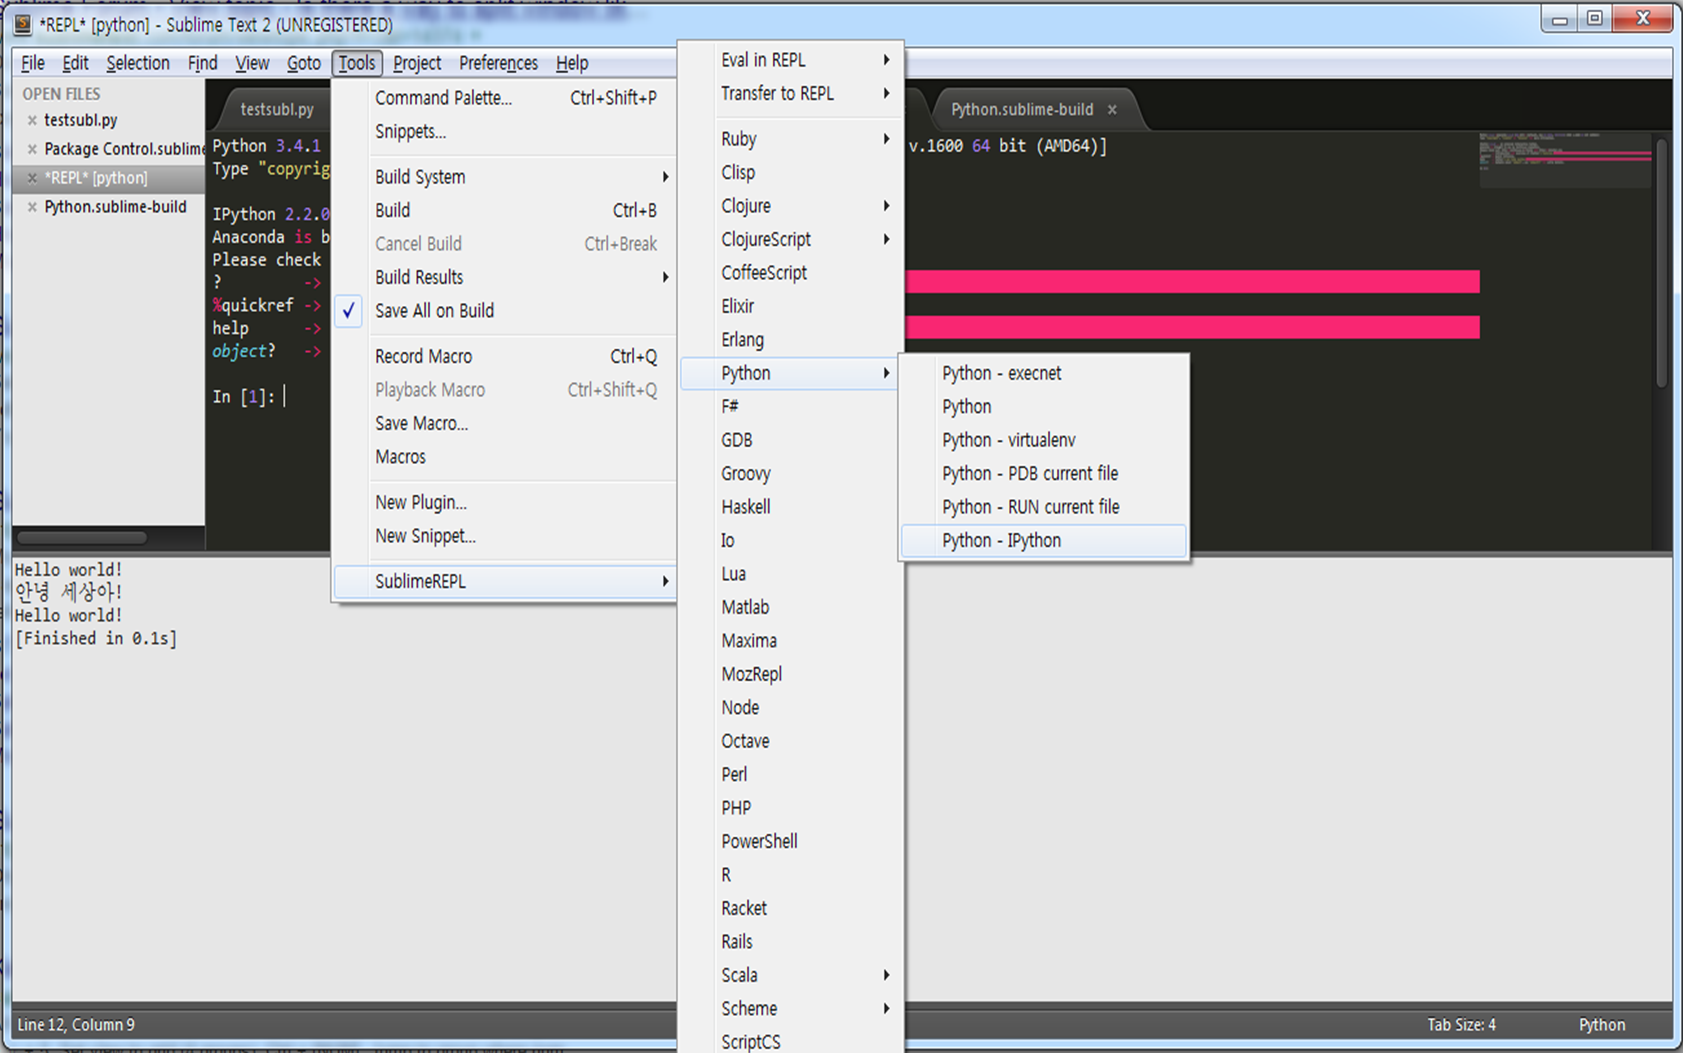 *REPL* [python] - Sublime Text 2 (UNREGISTERED)
File Edit Selection Find View Goto Tools Project Preferences Help
OPEN FILES
testsubl.py
Package Control.sublime
*REPL* [python]
Python.sublime-build
testsubl.py
Python.sublime-build
Python 3.4.1
v.1600 64 bit (AMD64)]
Type "copyrig
IPython 2.2.0
Anaconda is b
Please check
? ->
%quickref ->
help ->
object? ->
In [1]:
Command Palette... Ctrl+Shift+P
Snippets...
Build System
Build Ctrl+B
Cancel Build Ctrl+Break
Build Results
Save All on Build
Record Macro Ctrl+Q
Playback Macro Ctrl+Shift+Q
Save Macro...
Macros
New Plugin...
New Snippet...
SublimeREPL
Eval in REPL
Transfer to REPL
Ruby
Clisp
Clojure
ClojureScript
CoffeeScript
Elixir
Erlang
Python
F#
GDB
Groovy
Haskell
Io
Lua
Matlab
Maxima
MozRepl
Node
Octave
Perl
PHP
PowerShell
R
Racket
Rails
Scala
Scheme
ScriptCS
Python - execnet
Python
Python - virtualenv
Python - PDB current file
Python - RUN current file
Python - IPython
Hello world!
안녕 세상아!
Hello world!
[Finished in 0.1s]
Line 12, Column 9
Tab Size: 4
Python